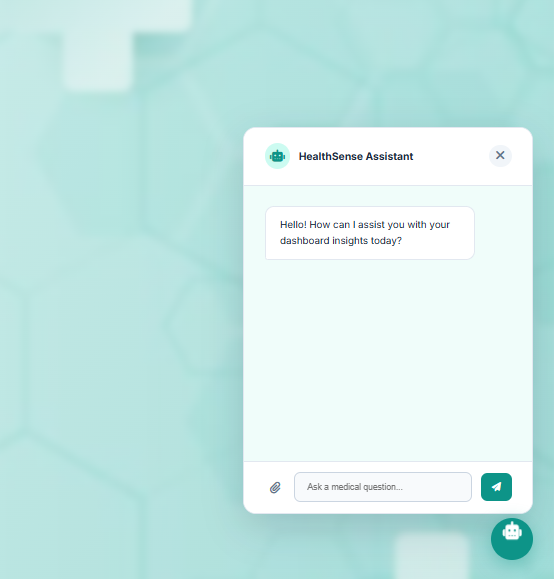 HealthSense Assistant
Hello! How can I assist you with your
dashboard insights today?
Ask a medical question...